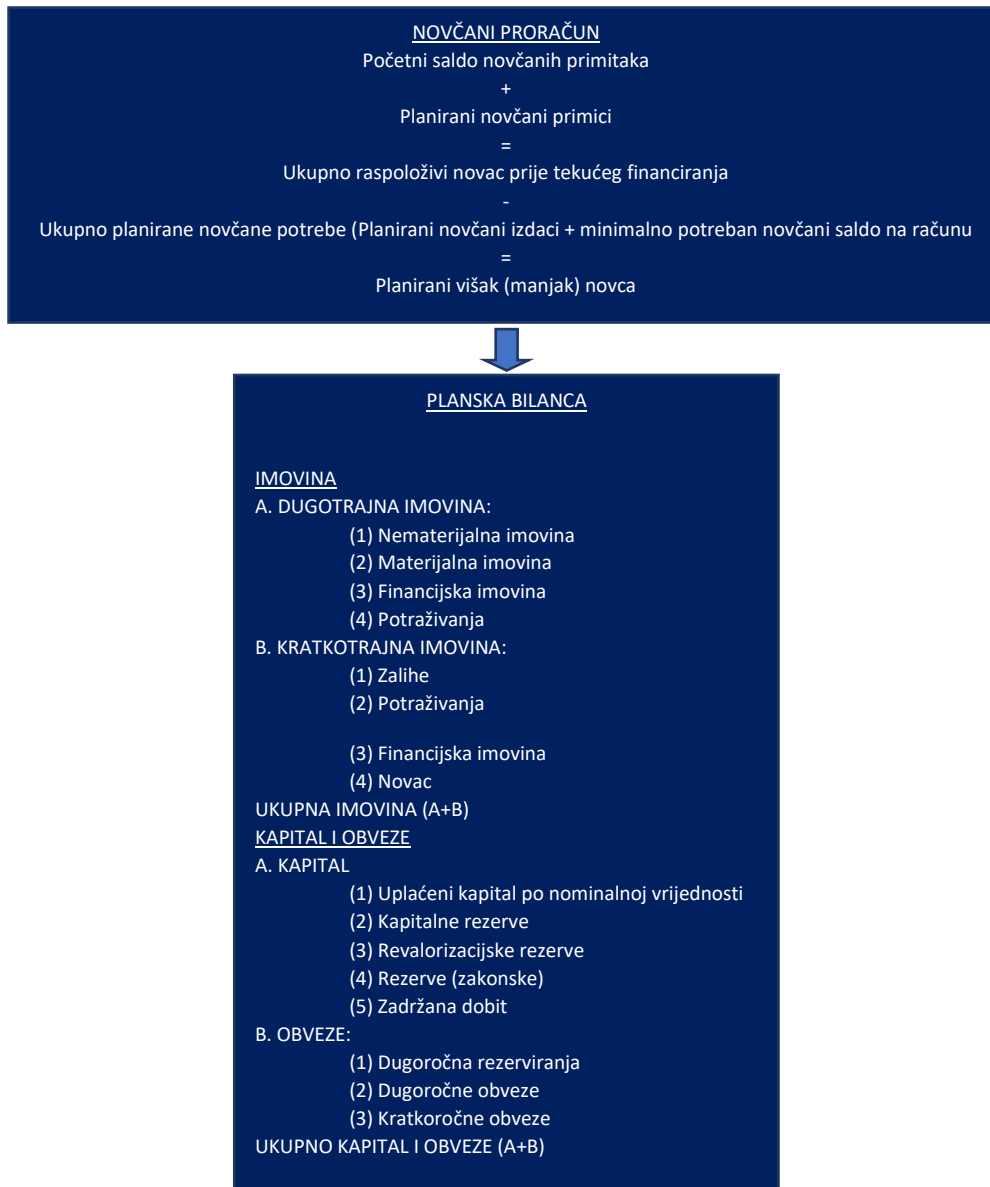 NOVČANI PRORAČUN
Početni saldo novčanih primitaka
+
Planirani novčani primici
=
Ukupno raspoloživi novac prije tekućeg financiranja
-
Ukupno planirane novčane potrebe (Planirani novčani izdaci + minimalno potreban novčani saldo na računu
=
Planirani višak (manjak) novca
PLANSKA BILANCA
IMOVINA
A. DUGOTRAJNA IMOVINA:
(1) Nematerijalna imovina
(2) Materijalna imovina
(3) Financijska imovina
(4) Potraživanja
B. KRATKOTRAJNA IMOVINA:
(1) Zalihe
(2) Potraživanja
(3) Financijska imovina
(4) Novac
UKUPNA IMOVINA (A+B)
KAPITAL I OBVEZE
A. KAPITAL
(1) Uplaćeni kapital po nominalnoj vrijednosti
(2) Kapitalne rezerve
(3) Revalorizacijske rezerve
(4) Rezerve (zakonske)
(5) Zadržana dobit
B. OBVEZE:
(1) Dugoročna rezerviranja
(2) Dugoročne obveze
(3) Kratkoročne obveze
UKUPNO KAPITAL I OBVEZE (A+B)